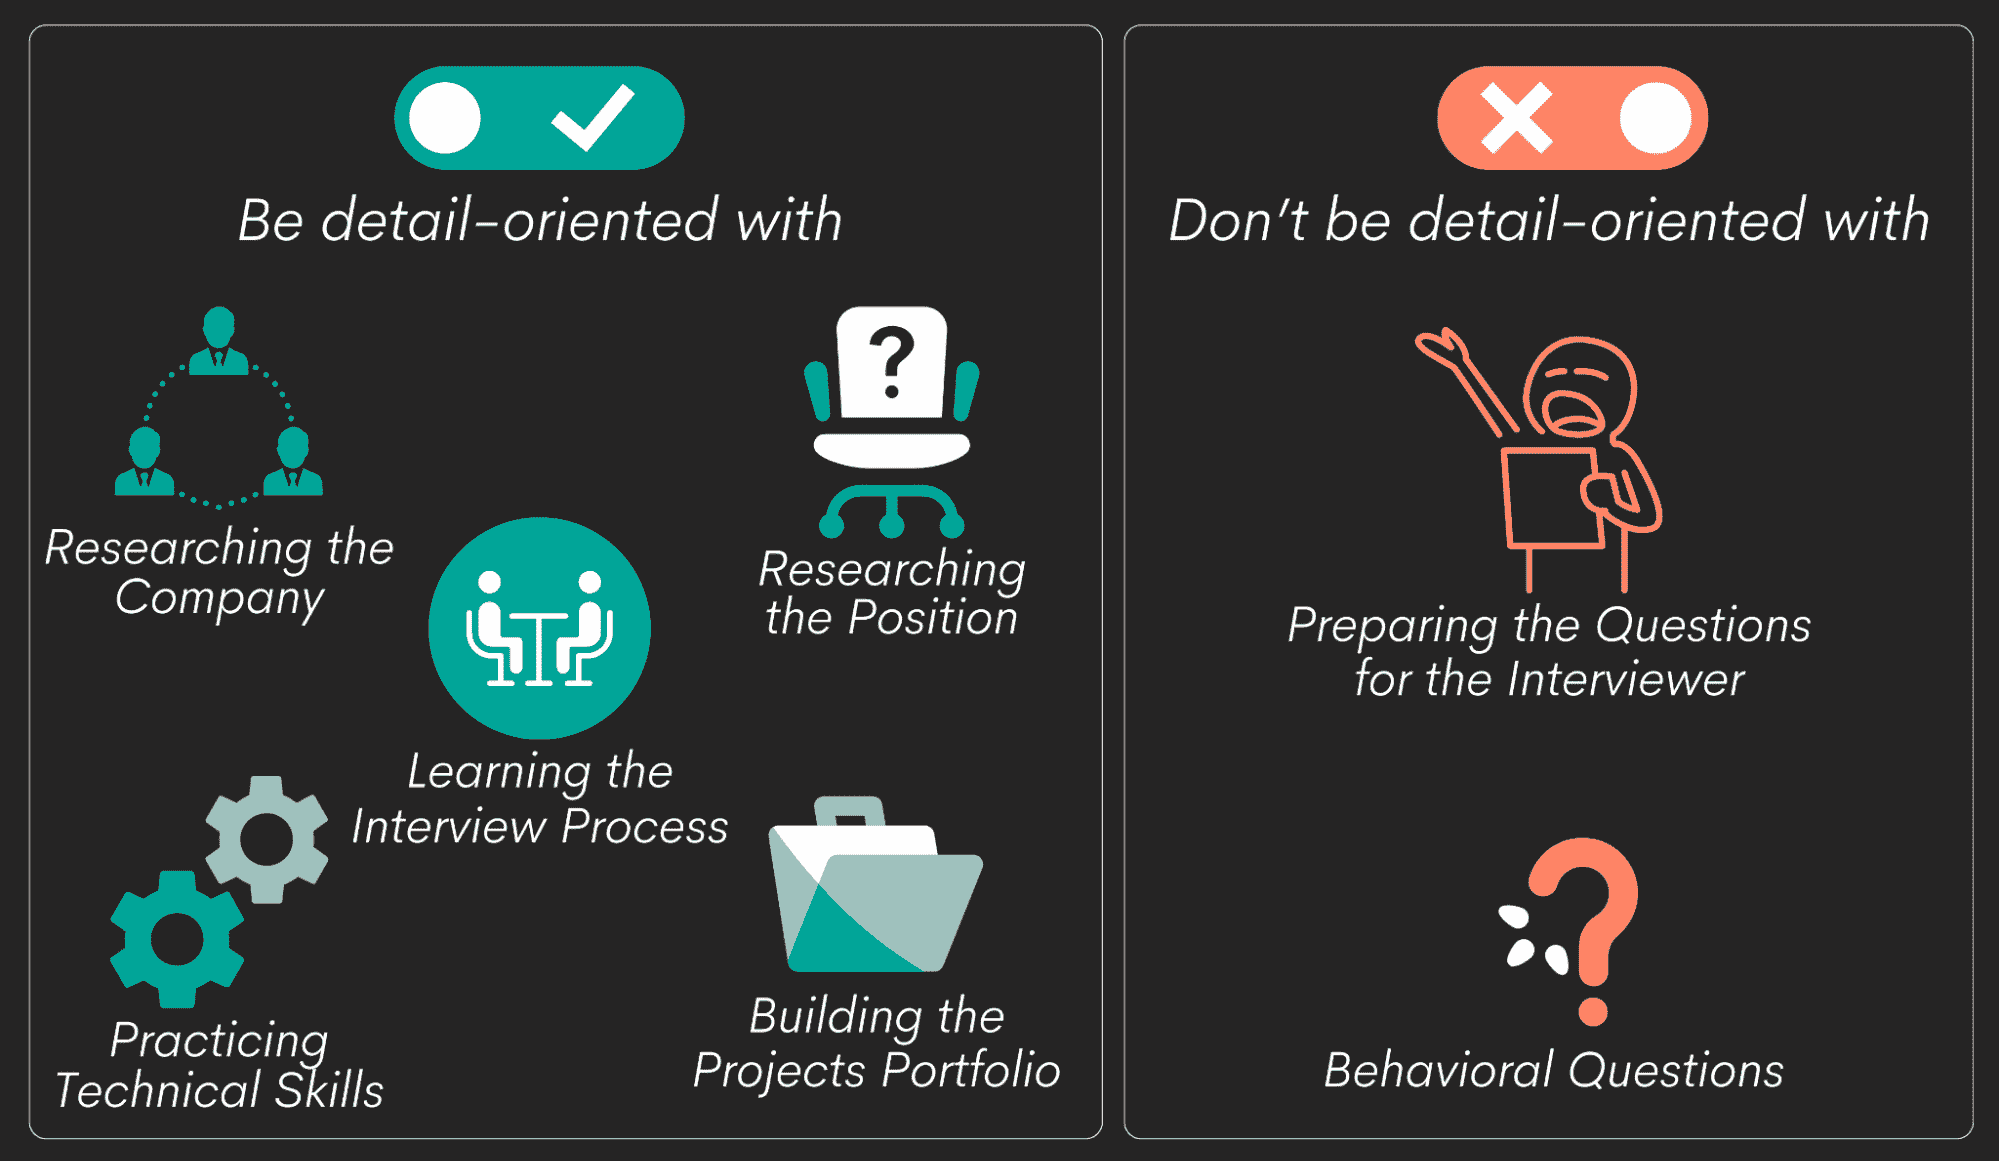 Be detail-oriented with
Researching the
Company
?
Researching
the Position
Learning the
Interview Process
Practicing
Technical Skills
Building the
Projects Portfolio
Don't be detail-oriented with
Preparing the Questions
for the Interviewer
?
Behavioral Questions